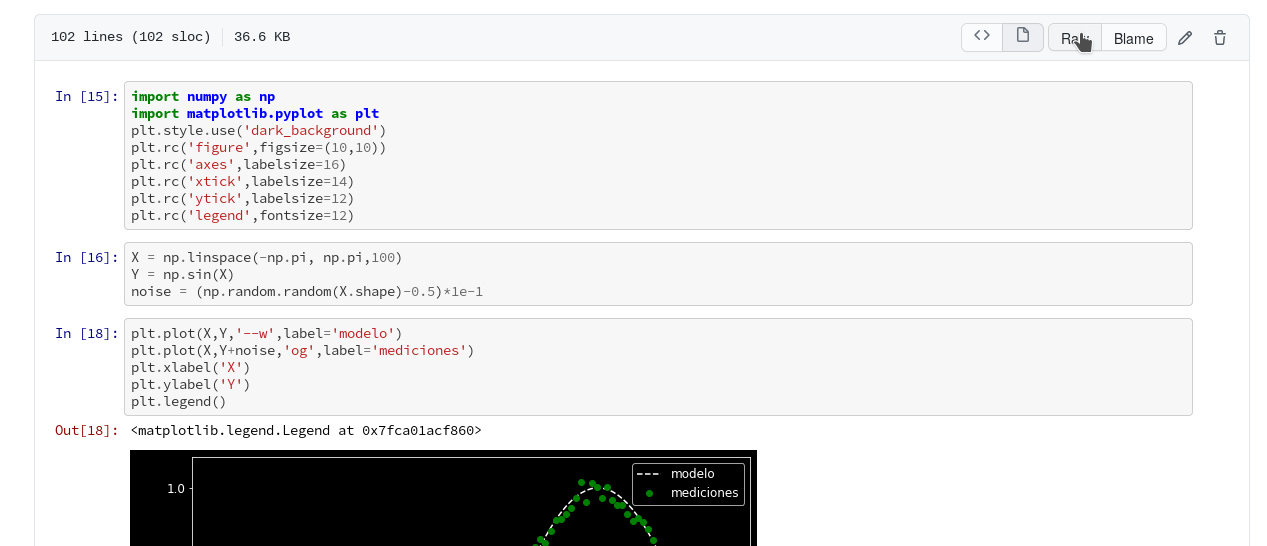 102 lines (102 sloc) 36.6 KB <> Raw Blame
In [15]: import numpy as np
import matplotlib.pyplot as plt
plt.style.use('dark_background')
plt.rc('figure',figsize=(10,10))
plt.rc('axes',labelsize=16)
plt.rc('xtick',labelsize=14)
plt.rc('ytick',labelsize=12)
plt.rc('legend',fontsize=12)
In [16]: X = np.linspace(-np.pi, np.pi,100)
Y = np.sin(X)
noise = (np.random.random(X.shape)-0.5)*1e-1
In [18]: plt.plot(X,Y,'--w',label='modelo')
plt.plot(X,Y+noise,'og',label='mediciones')
plt.xlabel('X')
plt.ylabel('Y')
plt.legend()
Out[18]: <matplotlib.legend.Legend at 0x7fca01acf860>
modelo
1.0 mediciones